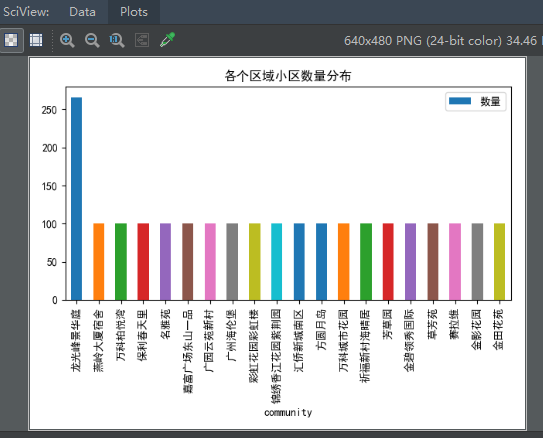 SciView: Data Plots
640x480 PNG (24-bit color) 34.46
各个区域小区数量分布
数量
250
200
150
100
50
0
龙光峰景华庭
燕岭大厦宿舍
万科柏悦湾
保利春天里
名雅苑
嘉富广场东山一品
广园云苑新村
广州海伦堡
彩虹花园彩虹楼
锦绣香江花园紫荆园
汇侨新城南区
方圆月岛
万科城市花园
祈福新村海晴居
芳草园
金碧领秀国际
草芳苑
赛拉维
金影花园
金田花苑
community